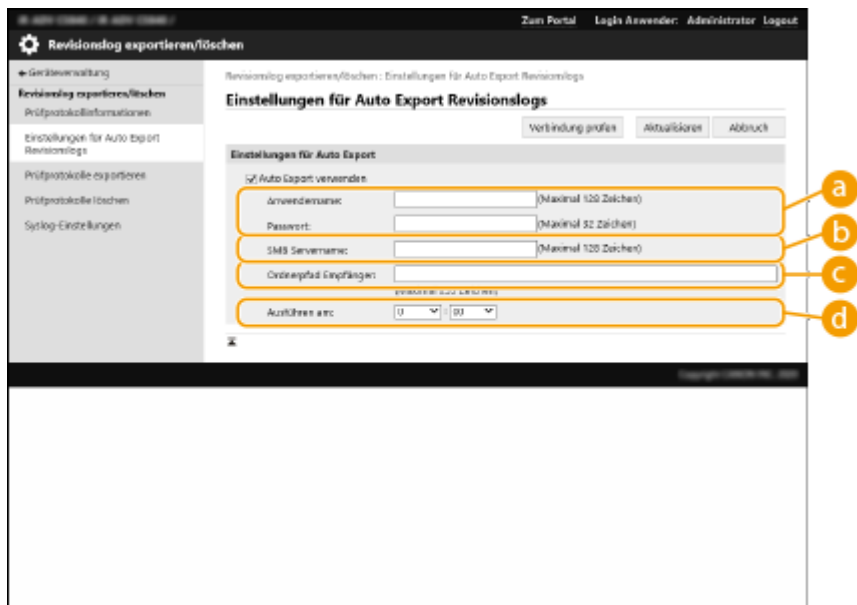 Zum Portal Login Anwender: Administrator Logout
Revisionslog exportieren/löschen
Geräteverwaltung
Revisionslog exportieren/löschen
Prüfprotokollinformationen
Einstellungen für Auto Export
Revisionslogs
Prüfprotokolle exportieren
Prüfprotokolle löschen
Syslog-Einstellungen
Revisionslog exportieren/löschen : Einstellungen für Auto Export Revisionslogs
Einstellungen für Auto Export Revisionslogs
Verbindung prüfen Aktualisieren Abbruch
Einstellungen für Auto Export
Auto Export verwenden
Anwendername: (Maximal 128 Zeichen)
Passwort: (Maximal 32 Zeichen)
SMB Servername: (Maximal 128 Zeichen)
Ordnerpfad Empfänger:
Ausführen am: 0 : 00
a
b
c
d